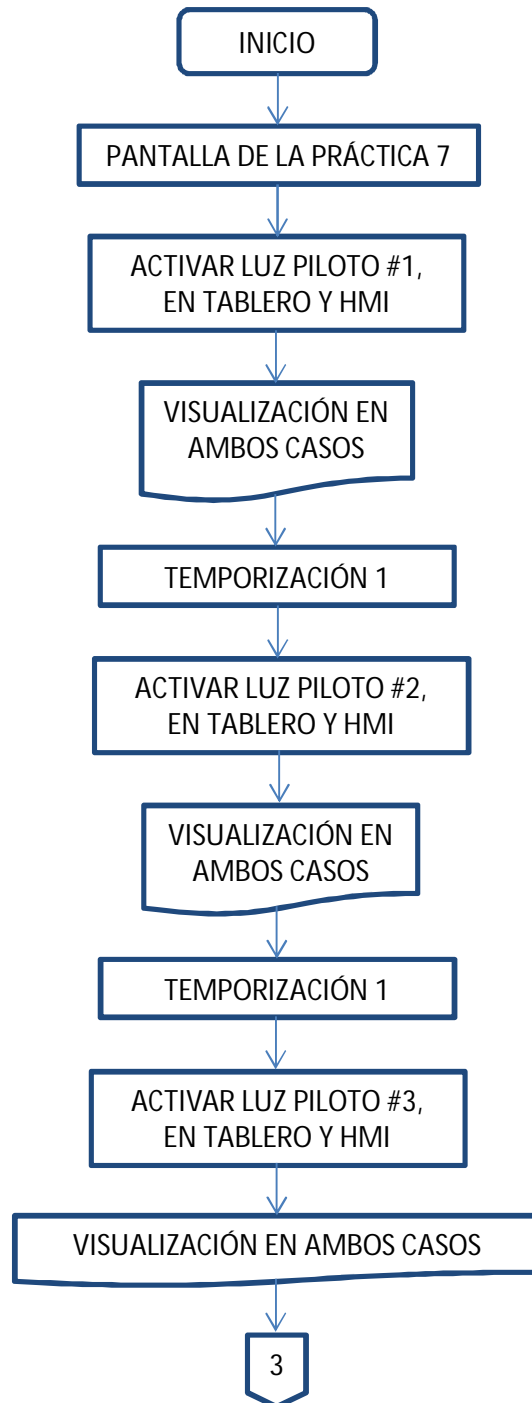 INICIO
PANTALLA DE LA PRÁCTICA 7
ACTIVAR LUZ PILOTO #1,
EN TABLERO Y HMI
VISUALIZACIÓN EN
AMBOS CASOS
TEMPORIZACIÓN 1
ACTIVAR LUZ PILOTO #2,
EN TABLERO Y HMI
VISUALIZACIÓN EN
AMBOS CASOS
TEMPORIZACIÓN 1
ACTIVAR LUZ PILOTO #3,
EN TABLERO Y HMI
VISUALIZACIÓN EN AMBOS CASOS
3